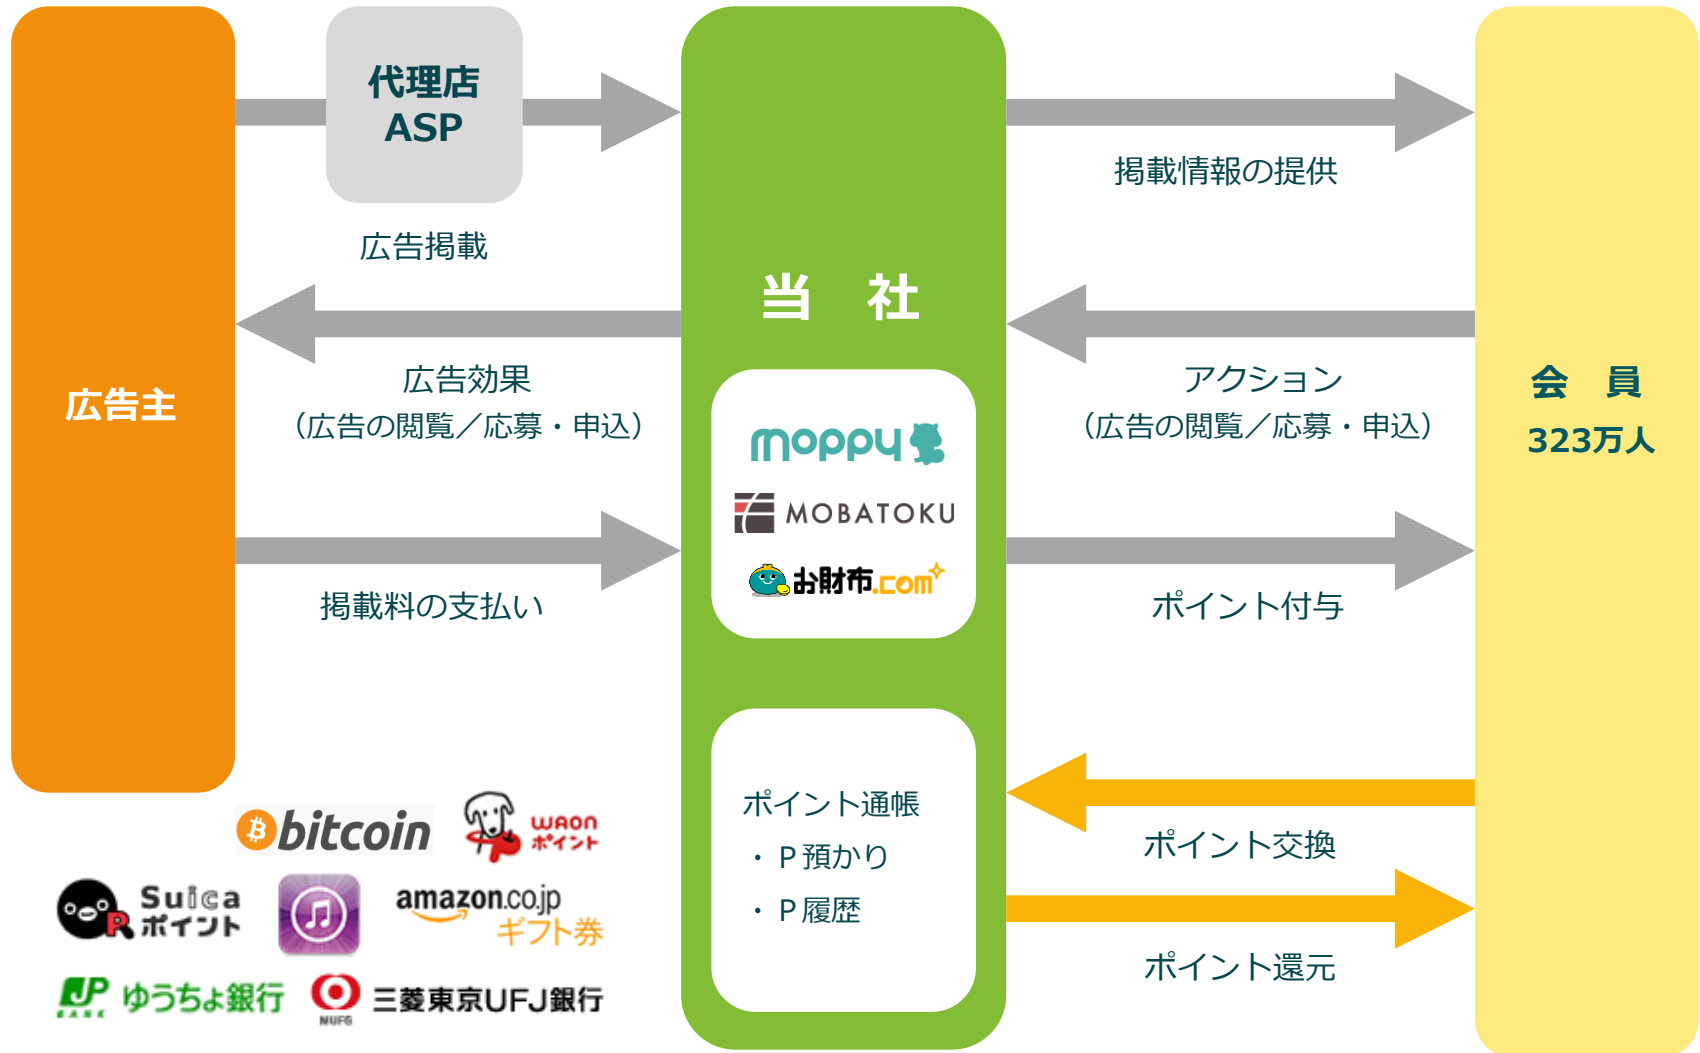 代理店
ASP
広告掲載
掲載情報の提供
当　社
広告主
広告効果
（広告の閲覧／応募・申込）
アクション
（広告の閲覧／応募・申込）
会　員
323万人
moppy
MOBATOKU
お財布.com
掲載料の支払い
ポイント付与
ポイント通帳
・Ｐ預かり
・Ｐ履歴
ポイント交換
ポイント還元
bitcoin
WAON
ポイント
Suica
ポイント
amazon.co.jp
ギフト券
JP
BANK
ゆうちょ銀行
MUFG
三菱東京UFJ銀行